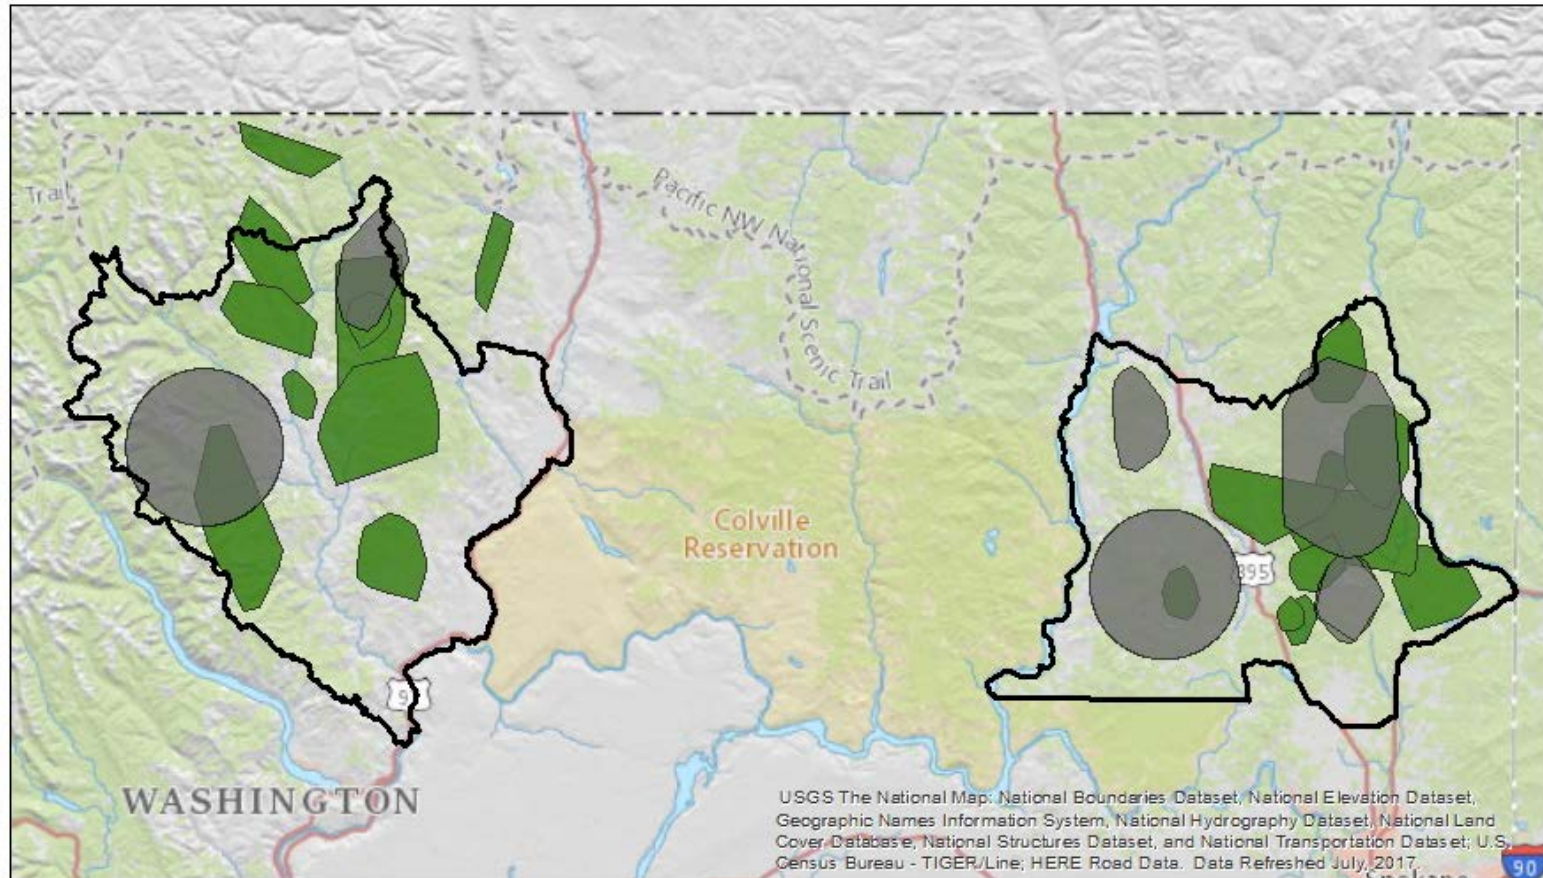 Trail
Pacific NW National
Scenic Trail
Colville
Reservation
395
97
WASHINGTON
USGS The National Map: National Boundaries Dataset, National Elevation Dataset,
Geographic Names Information System, National Hydrography Dataset, National Land
Cover Database, National Structures Dataset, and National Transportation Dataset; U.S.
Census Bureau - TIGER/Line; HERE Road Data. Data Refreshed July, 2017.
Spokane
90